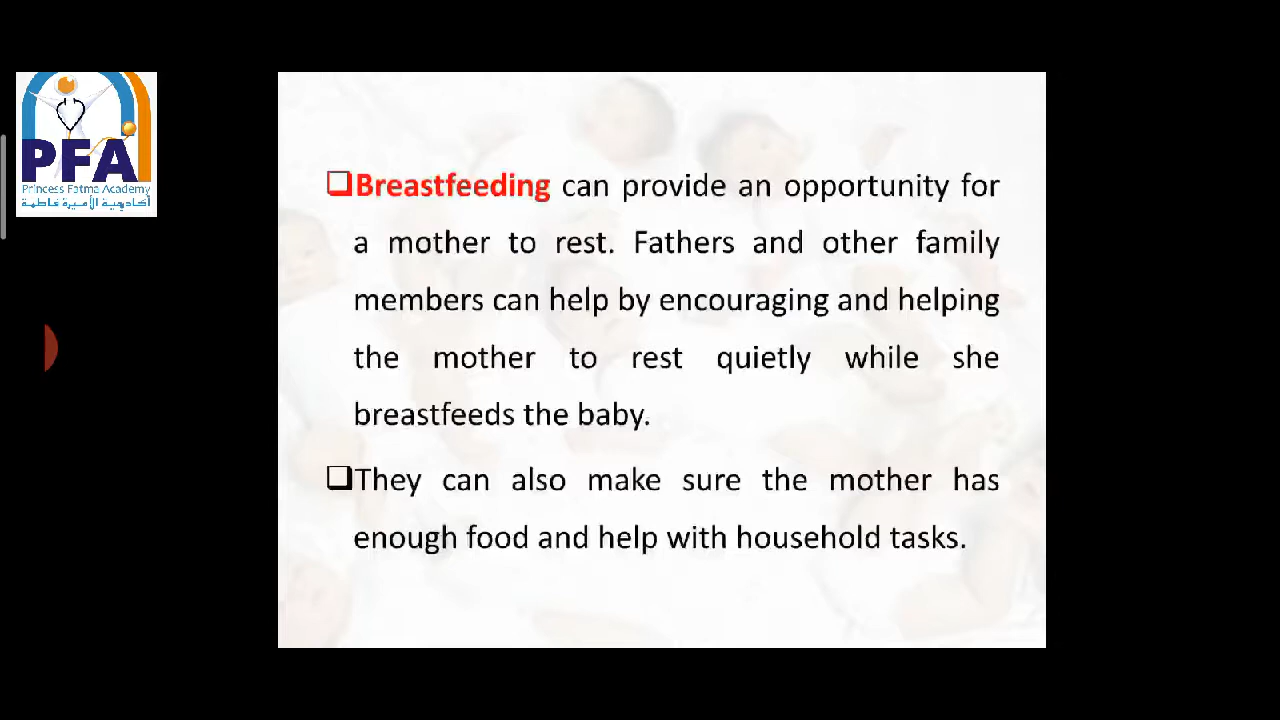 PFA
Princess Fatma Academy
أكاديمية الأميرة فاطمة
Breastfeeding can provide an opportunity for
a mother to rest. Fathers and other family
members can help by encouraging and helping
the mother to rest quietly while she
breastfeeds the baby.
They can also make sure the mother has
enough food and help with household tasks.